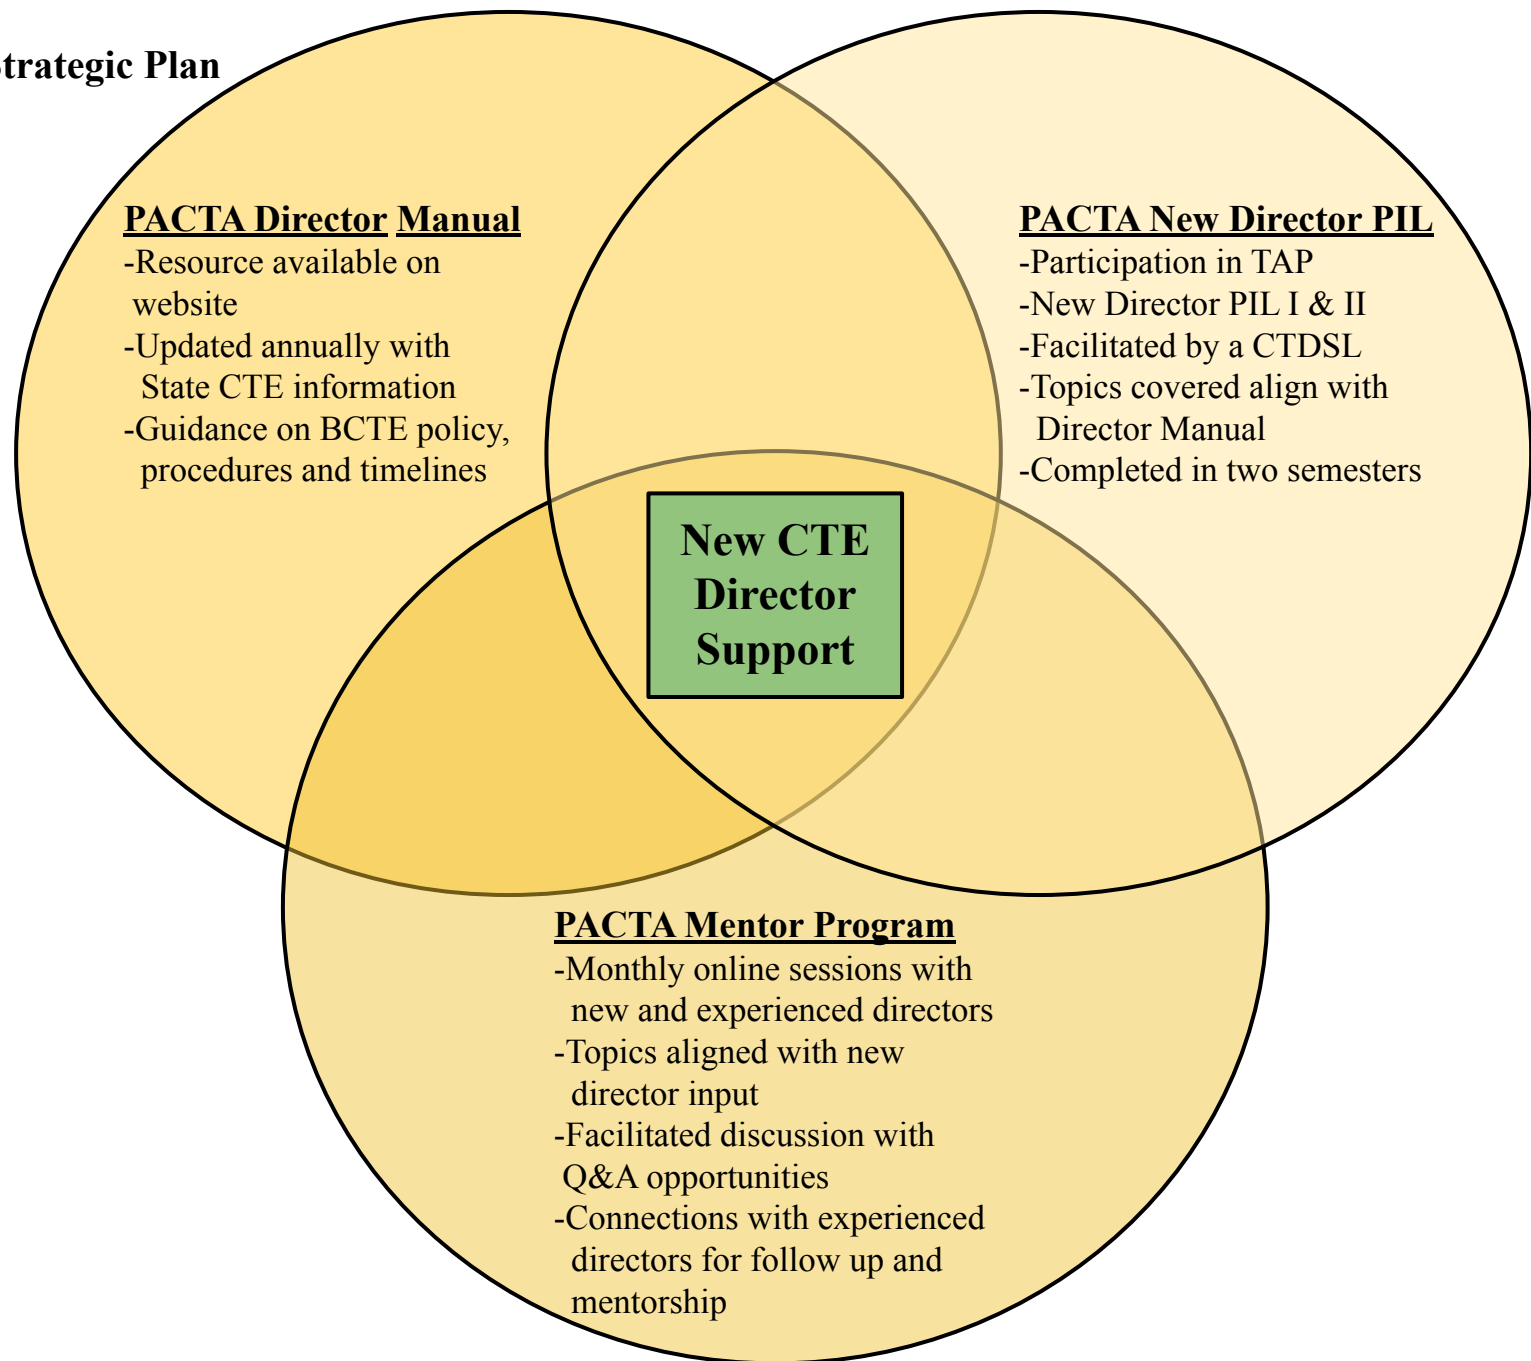 trategic Plan
PACTA Director Manual
-Resource available on
website
-Updated annually with
State CTE information
-Guidance on BCTE policy,
procedures and timelines
PACTA New Director PIL
-Participation in TAP
-New Director PIL I & II
-Facilitated by a CTDSL
-Topics covered align with
Director Manual
-Completed in two semesters
New CTE
Director
Support
PACTA Mentor Program
-Monthly online sessions with
new and experienced directors
-Topics aligned with new
director input
-Facilitated discussion with
Q&A opportunities
-Connections with experienced
directors for follow up and
mentorship